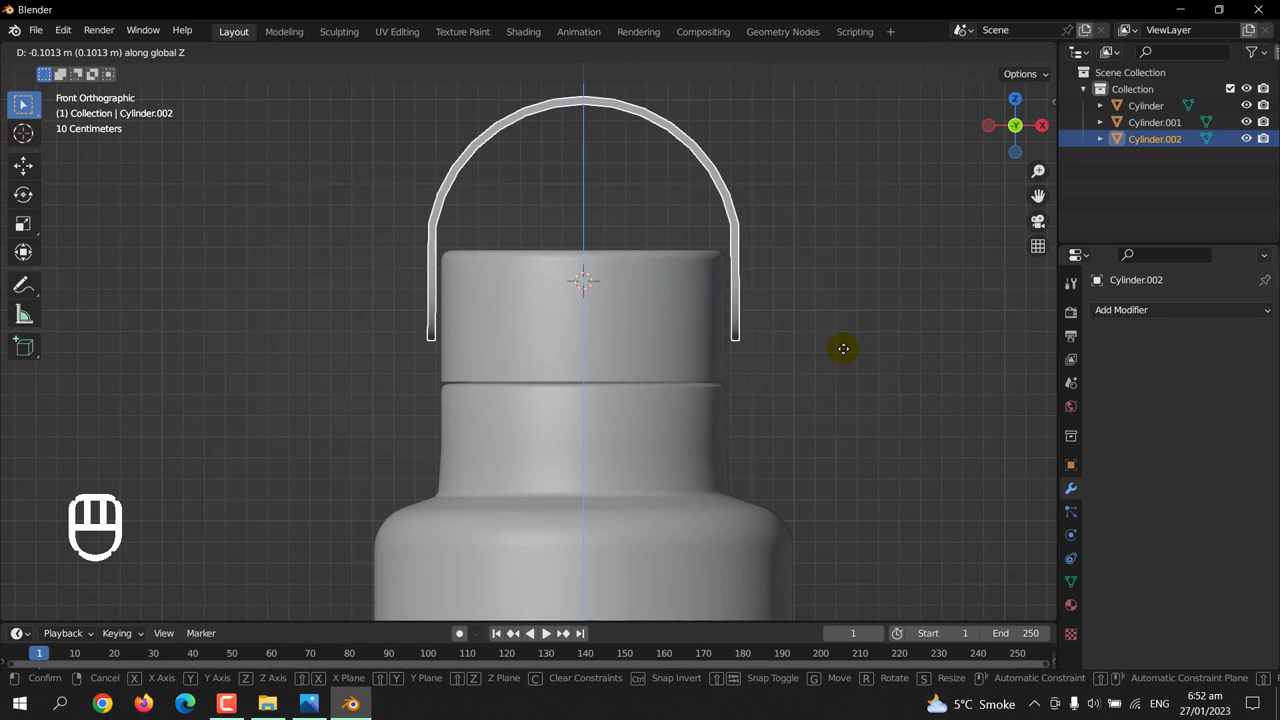 Blender
File Edit Render Window Help Layout Modeling Sculpting UV Editing Texture Paint Shading Animation Rendering Compositing Geometry Nodes Scripting + Scene ViewLayer
D: -0.1013 m (0.1013 m) along global Z
Options
Front Orthographic
(1) Collection | Cylinder.002
10 Centimeters
Z
-Y
X
Scene Collection
Collection
Cylinder
Cylinder.001
Cylinder.002
Cylinder.002
Add Modifier
Playback Keying View Marker 1 Start 1 End 250
1 10 20 30 40 50 60 70 80 90 100 110 120 130 140 150 160 170 180 190 200 210 220 230 240 250
Confirm Cancel X X Axis Y Y Axis Z Z Axis X X Plane Y Y Plane Z Z Plane C Clear Constraints Ctrl Snap Invert Snap Toggle G Move R Rotate S Resize Automatic Constraint Automatic Constraint Plane
5°C Smoke ENG 6:52 am
27/01/2023